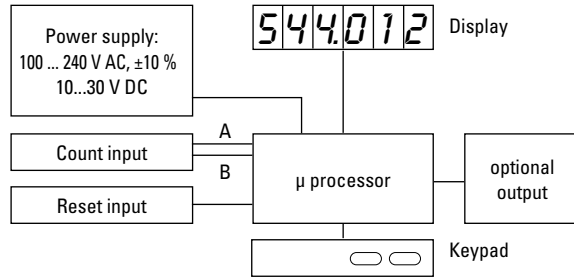 Power supply:
100 ... 240 V AC, ±10 %
10...30 V DC
544.012
Display
Count input
A
B
Reset input
µ processor
optional
output
Keypad